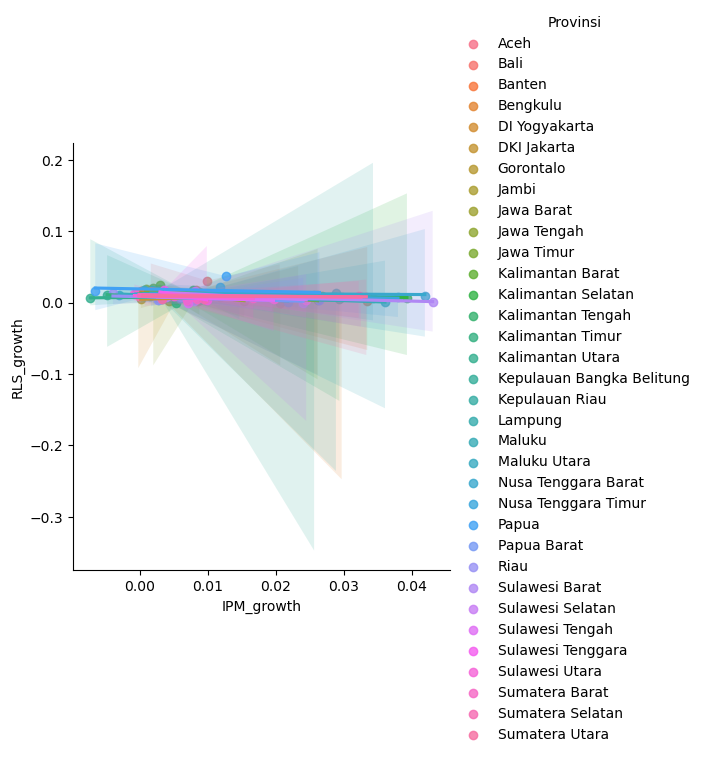 Provinsi
Aceh
Bali
Banten
Bengkulu
DI Yogyakarta
DKI Jakarta
Gorontalo
Jambi
Jawa Barat
Jawa Tengah
Jawa Timur
Kalimantan Barat
Kalimantan Selatan
Kalimantan Tengah
Kalimantan Timur
Kalimantan Utara
Kepulauan Bangka Belitung
Kepulauan Riau
Lampung
Maluku
Maluku Utara
Nusa Tenggara Barat
Nusa Tenggara Timur
Papua
Papua Barat
Riau
Sulawesi Barat
Sulawesi Selatan
Sulawesi Tengah
Sulawesi Tenggara
Sulawesi Utara
Sumatera Barat
Sumatera Selatan
Sumatera Utara
RLS_growth
0.2
0.1
0.0
−0.1
−0.2
−0.3
0.00 0.01 0.02 0.03 0.04
IPM_growth